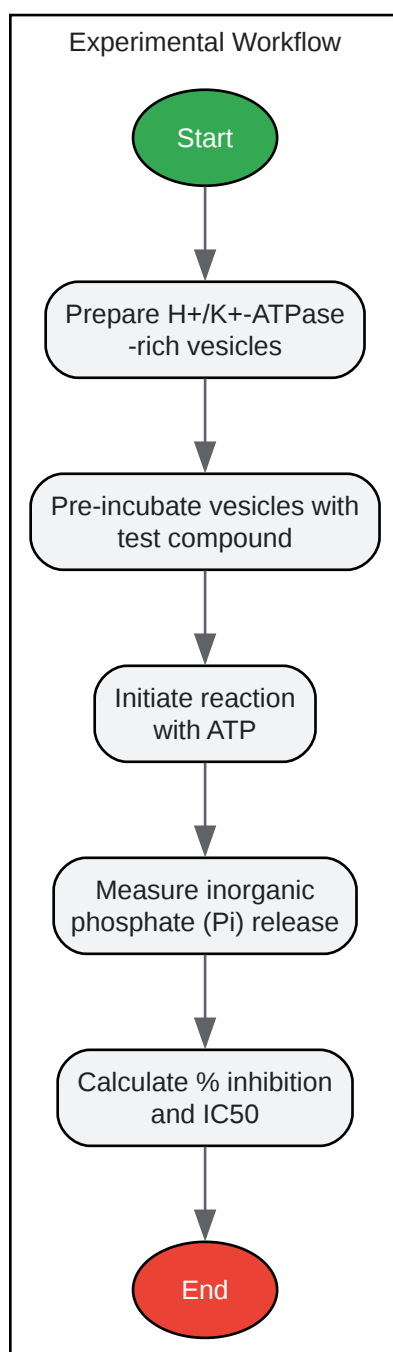 Experimental Workflow
Start
Prepare H+/K+-ATPase
-rich vesicles
Pre-incubate vesicles with
test compound
Initiate reaction
with ATP
Measure inorganic
phosphate (Pi) release
Calculate % inhibition
and IC50
End